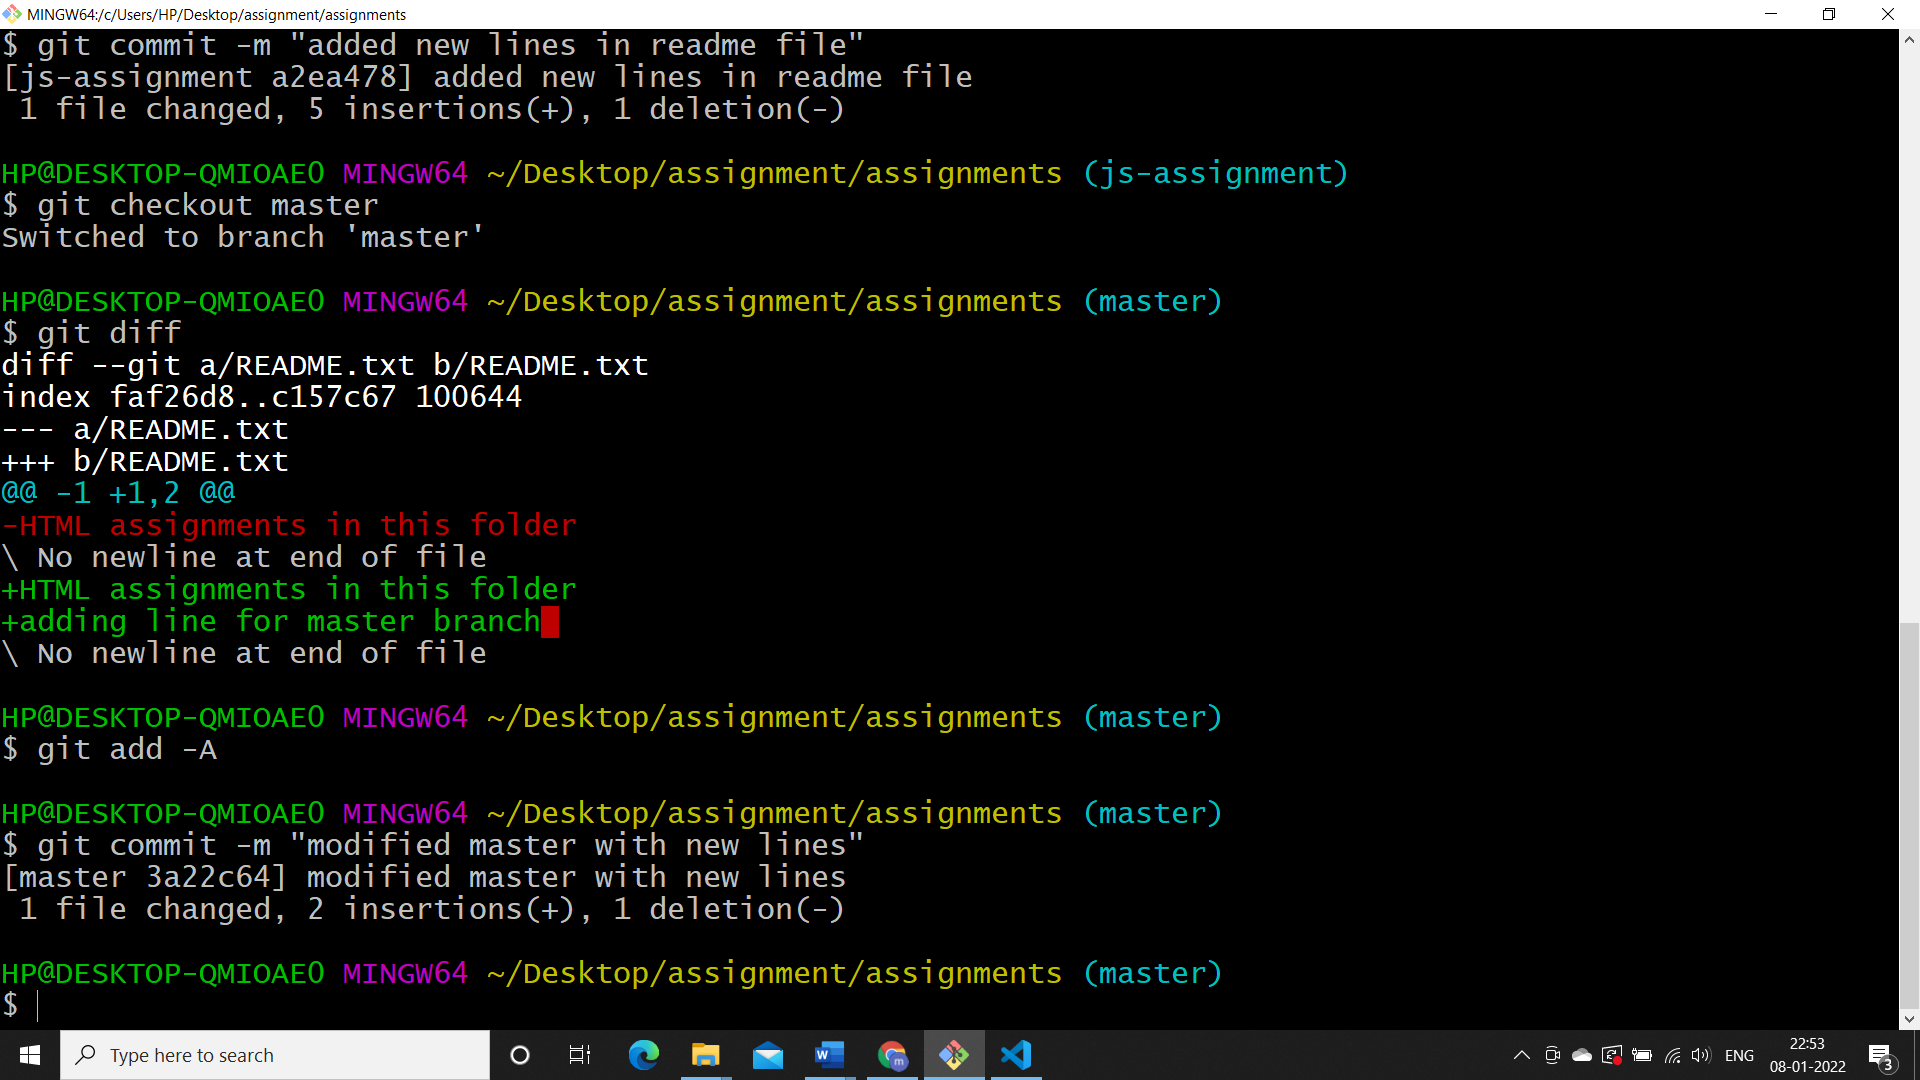 MINGW64:/c/Users/HP/Desktop/assignment/assignments
$ git commit -m "added new lines in readme file"
[js-assignment a2ea478] added new lines in readme file
 1 file changed, 5 insertions(+), 1 deletion(-)
HP@DESKTOP-QMIOAE0 MINGW64 ~/Desktop/assignment/assignments (js-assignment)
$ git checkout master
Switched to branch 'master'
HP@DESKTOP-QMIOAE0 MINGW64 ~/Desktop/assignment/assignments (master)
$ git diff
diff --git a/README.txt b/README.txt
index faf26d8..c157c67 100644
--- a/README.txt
+++ b/README.txt
@@ -1 +1,2 @@
-HTML assignments in this folder
\ No newline at end of file
+HTML assignments in this folder
+adding line for master branch
\ No newline at end of file
HP@DESKTOP-QMIOAE0 MINGW64 ~/Desktop/assignment/assignments (master)
$ git add -A
HP@DESKTOP-QMIOAE0 MINGW64 ~/Desktop/assignment/assignments (master)
$ git commit -m "modified master with new lines"
[master 3a22c64] modified master with new lines
 1 file changed, 2 insertions(+), 1 deletion(-)
HP@DESKTOP-QMIOAE0 MINGW64 ~/Desktop/assignment/assignments (master)
$
Type here to search
ENG
22:53
08-01-2022
3